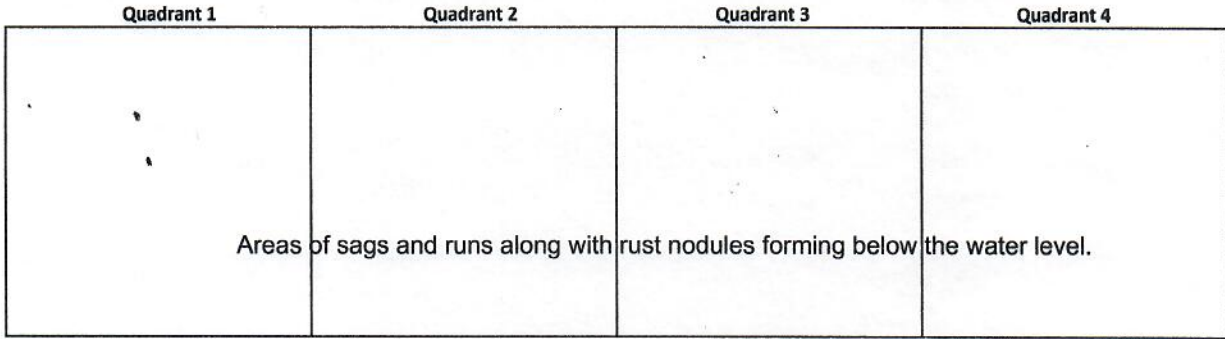 Quadrant 1 Quadrant 2 Quadrant 3 Quadrant 4
Areas of sags and runs along with rust nodules forming below the water level.